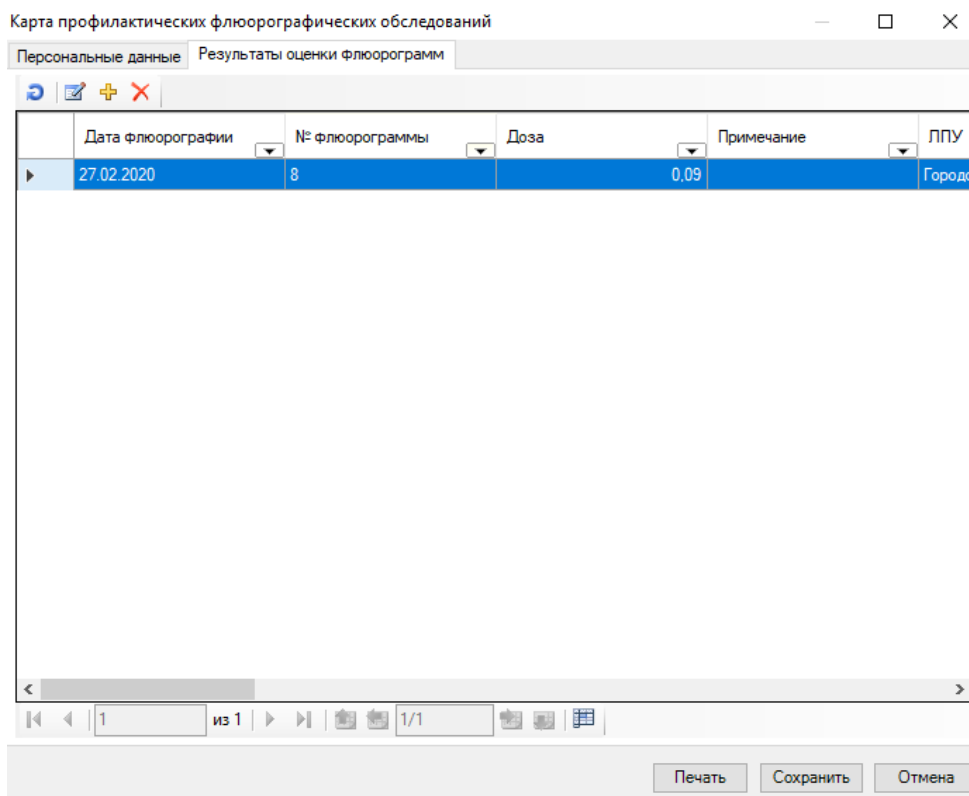 Карта профилактических флюорографических обследований
Персональные данные Результаты оценки флюорограмм
Дата флюорографии № флюорограммы Доза Примечание ЛПУ
27.02.2020 8 0,09 Городс
1 из 1 1/1
Печать Сохранить Отмена